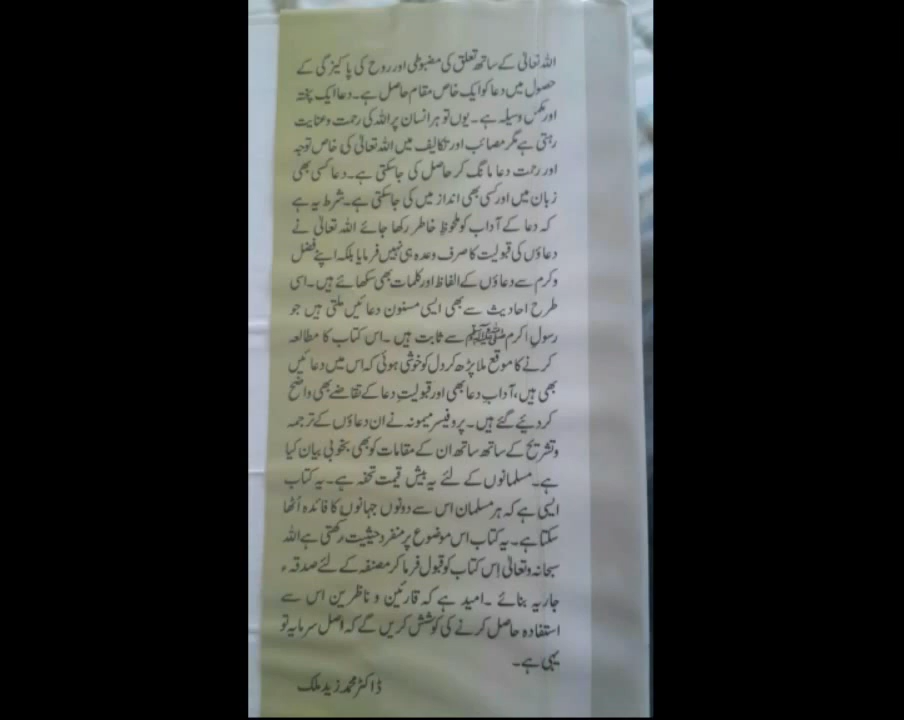 اللہ تعالیٰ کے ساتھ تعلق کی مضبوطی اور روح کی پاکیزگی کے
حصول میں دعا کو ایک خاص مقام حاصل ہے۔ دعا ایک پختہ
اور مکمل وسیلہ ہے۔ یوں تو ہر انسان پر اللہ کی رحمت و عنایت
رہتی ہے مگر مصائب اور تکالیف میں اللہ تعالیٰ کی خاص توجہ
اور رحمت دعا مانگ کر حاصل کی جاسکتی ہے۔ دعا کسی بھی
زبان میں اور کسی بھی انداز میں کی جاسکتی ہے۔ شرط یہ ہے
کہ دعا کے آداب کو ملحوظِ خاطر رکھا جائے اللہ تعالیٰ نے
دعاؤں کی قبولیت کا صرف وعدہ ہی نہیں فرمایا بلکہ اپنے فضل
و کرم سے دعاؤں کے الفاظ اور کلمات بھی سکھائے ہیں۔ اسی
طرح احادیث سے بھی ایسی مسنون دعائیں ملتی ہیں جو
رسول اکرم ﷺ سے ثابت ہیں۔ اس کتاب کا مطالعہ
کرنے کا موقع ملا پڑھ کر دل کو خوشی ہوئی کہ اس میں دعائیں
بھی ہیں، آدابِ دعا بھی اور قبولیتِ دعا کے تقاضے بھی واضح
کر دیئے گئے ہیں۔ پروفیسر میمونہ نے ان دعاؤں کے ترجمہ
و تشریح کے ساتھ ساتھ ان کے مقامات کو بھی بخوبی بیان کیا
ہے۔ مسلمانوں کے لئے یہ بیش قیمت تحفہ ہے۔ یہ کتاب
ایسی ہے کہ ہر مسلمان اس سے دونوں جہانوں کا فائدہ اُٹھا
سکتا ہے۔ یہ کتاب اس موضوع پر منفرد حیثیت رکھتی ہے اللہ
سبحانہ وتعالیٰ اِس کتاب کو قبول فرما کر مصنفہ کے لئے صدقہء
جاریہ بنائے۔ امید ہے کہ قارئین و ناظرین اس سے
استفادہ حاصل کرنے کی کوشش کریں گے کہ اصل سرمایہ تو
یہی ہے۔
ڈاکٹر محمد زید ملک